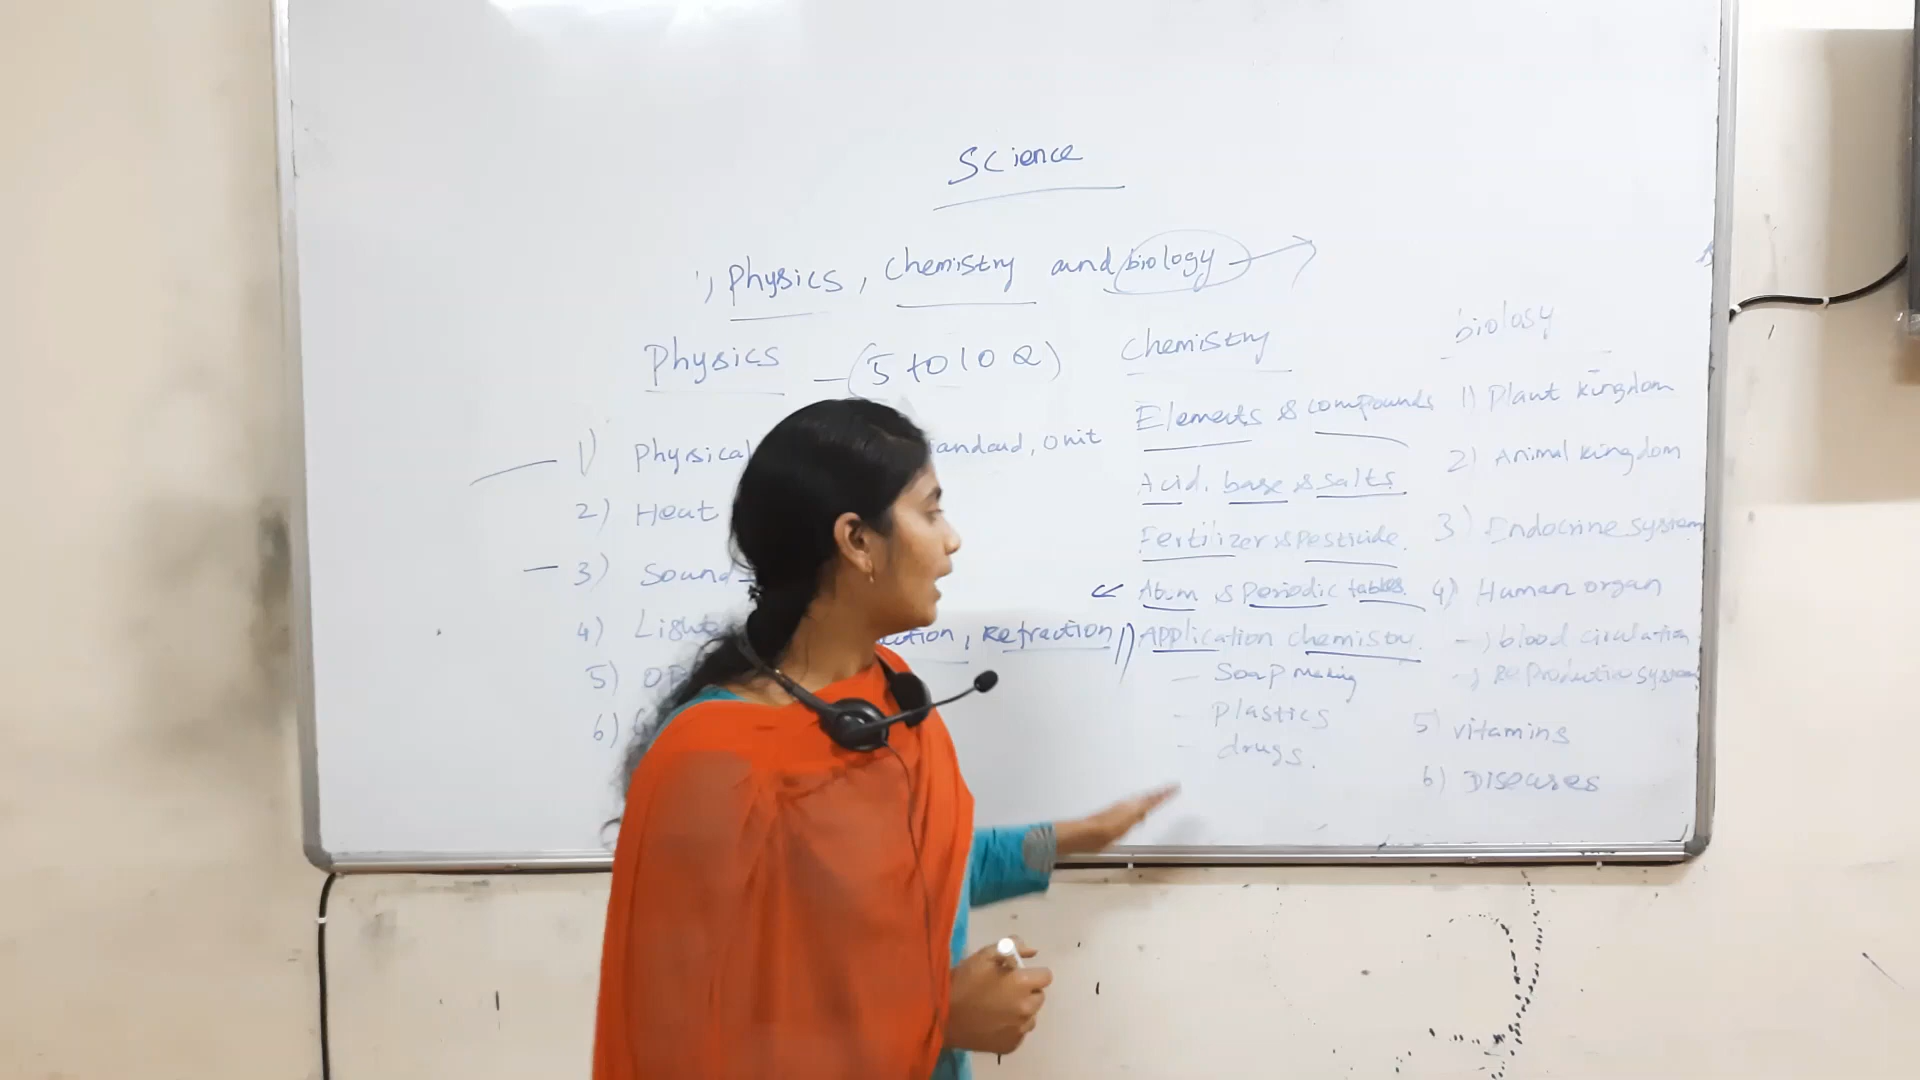 Science
1) Physics, Chemistry and biology
Physics - (5 to 10 Q)
1) Physical standard, Unit
2) Heat
3) Sound
4) Light Refraction
5)
6)
Chemistry
Elements & compounds
Acid, base & salts
Fertilizer & Pesticide.
Atom & Periodic tables.
Application chemistry.
- Soap making
- Plastics
- drugs.
biology
1) Plant kingdom
2) Animal kingdom
3) Endocrine system
4) Human organ
-) blood circulation
-) Reproductive system
5) vitamins
6) Diseases